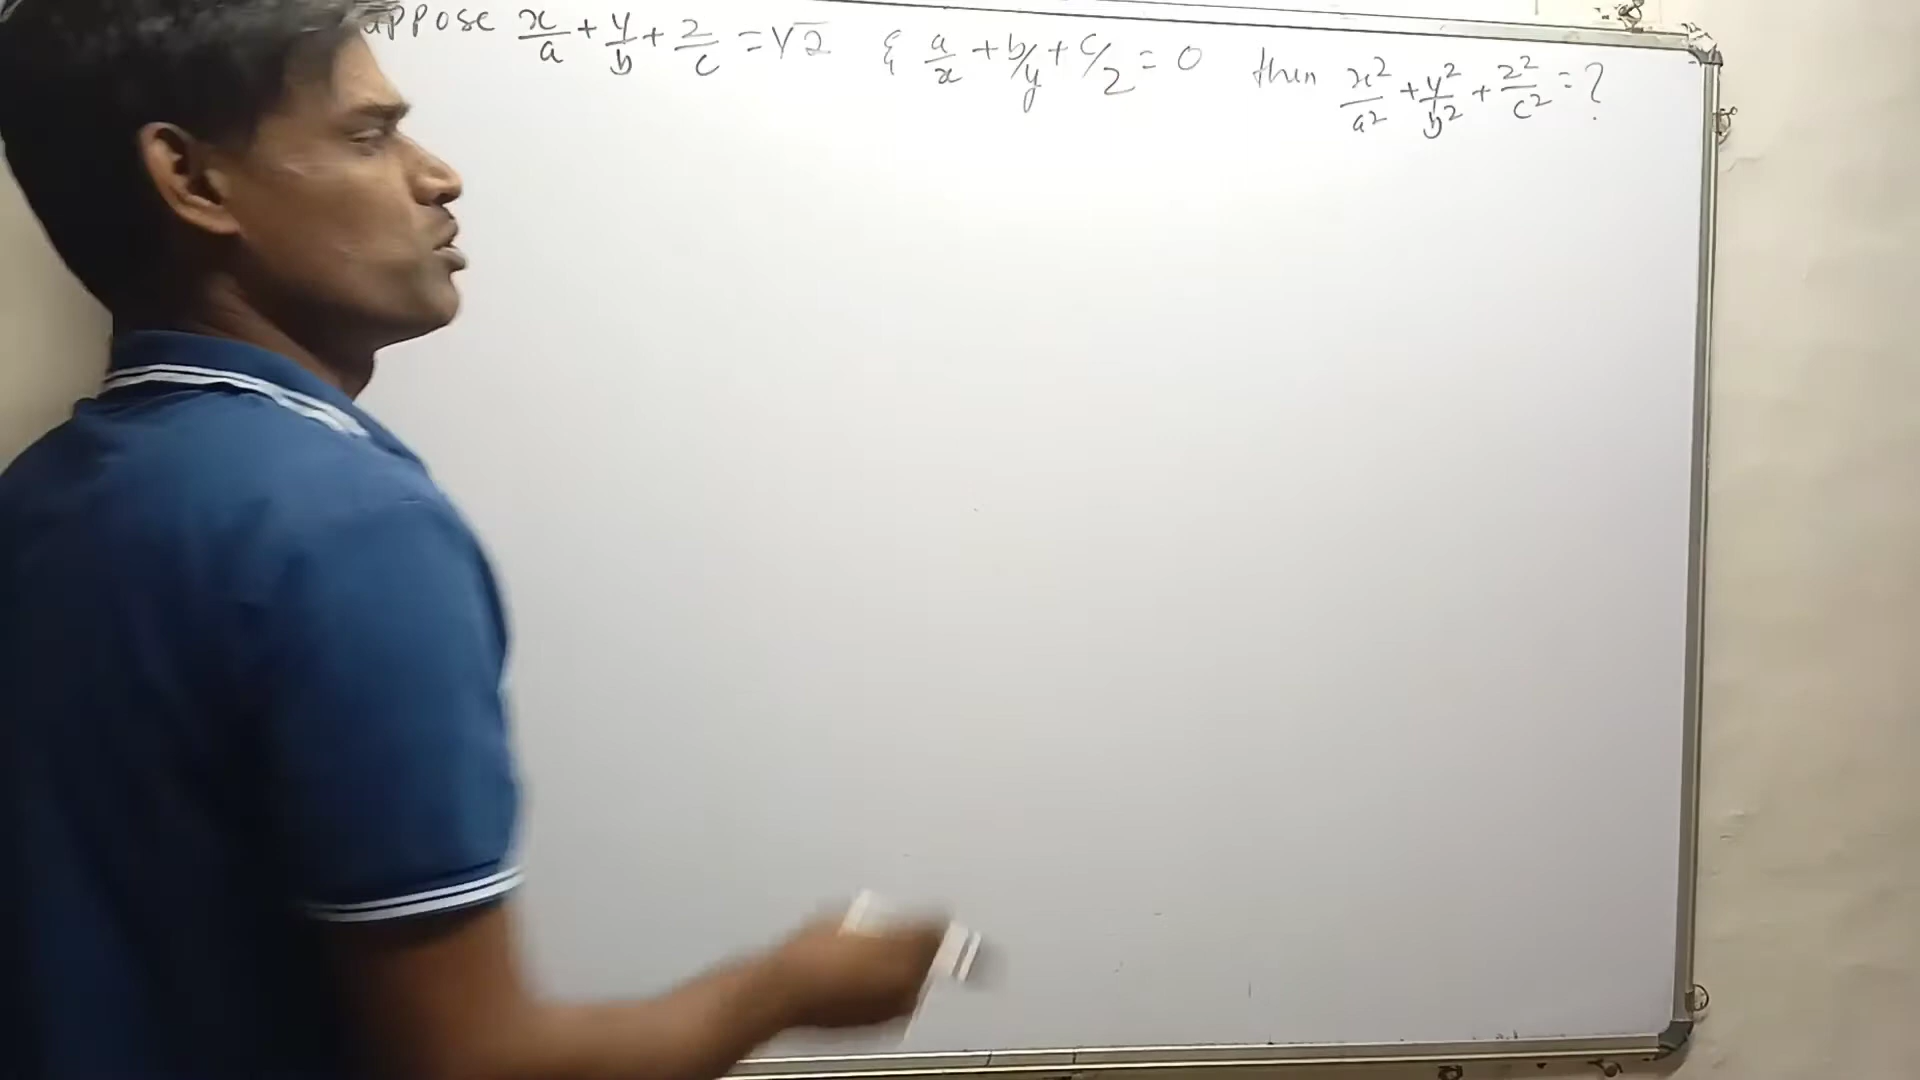 uppose x/a + y/b + z/c = √2 & a/x + b/y + c/z = 0 then x²/a² + y²/b² + z²/c² = ?